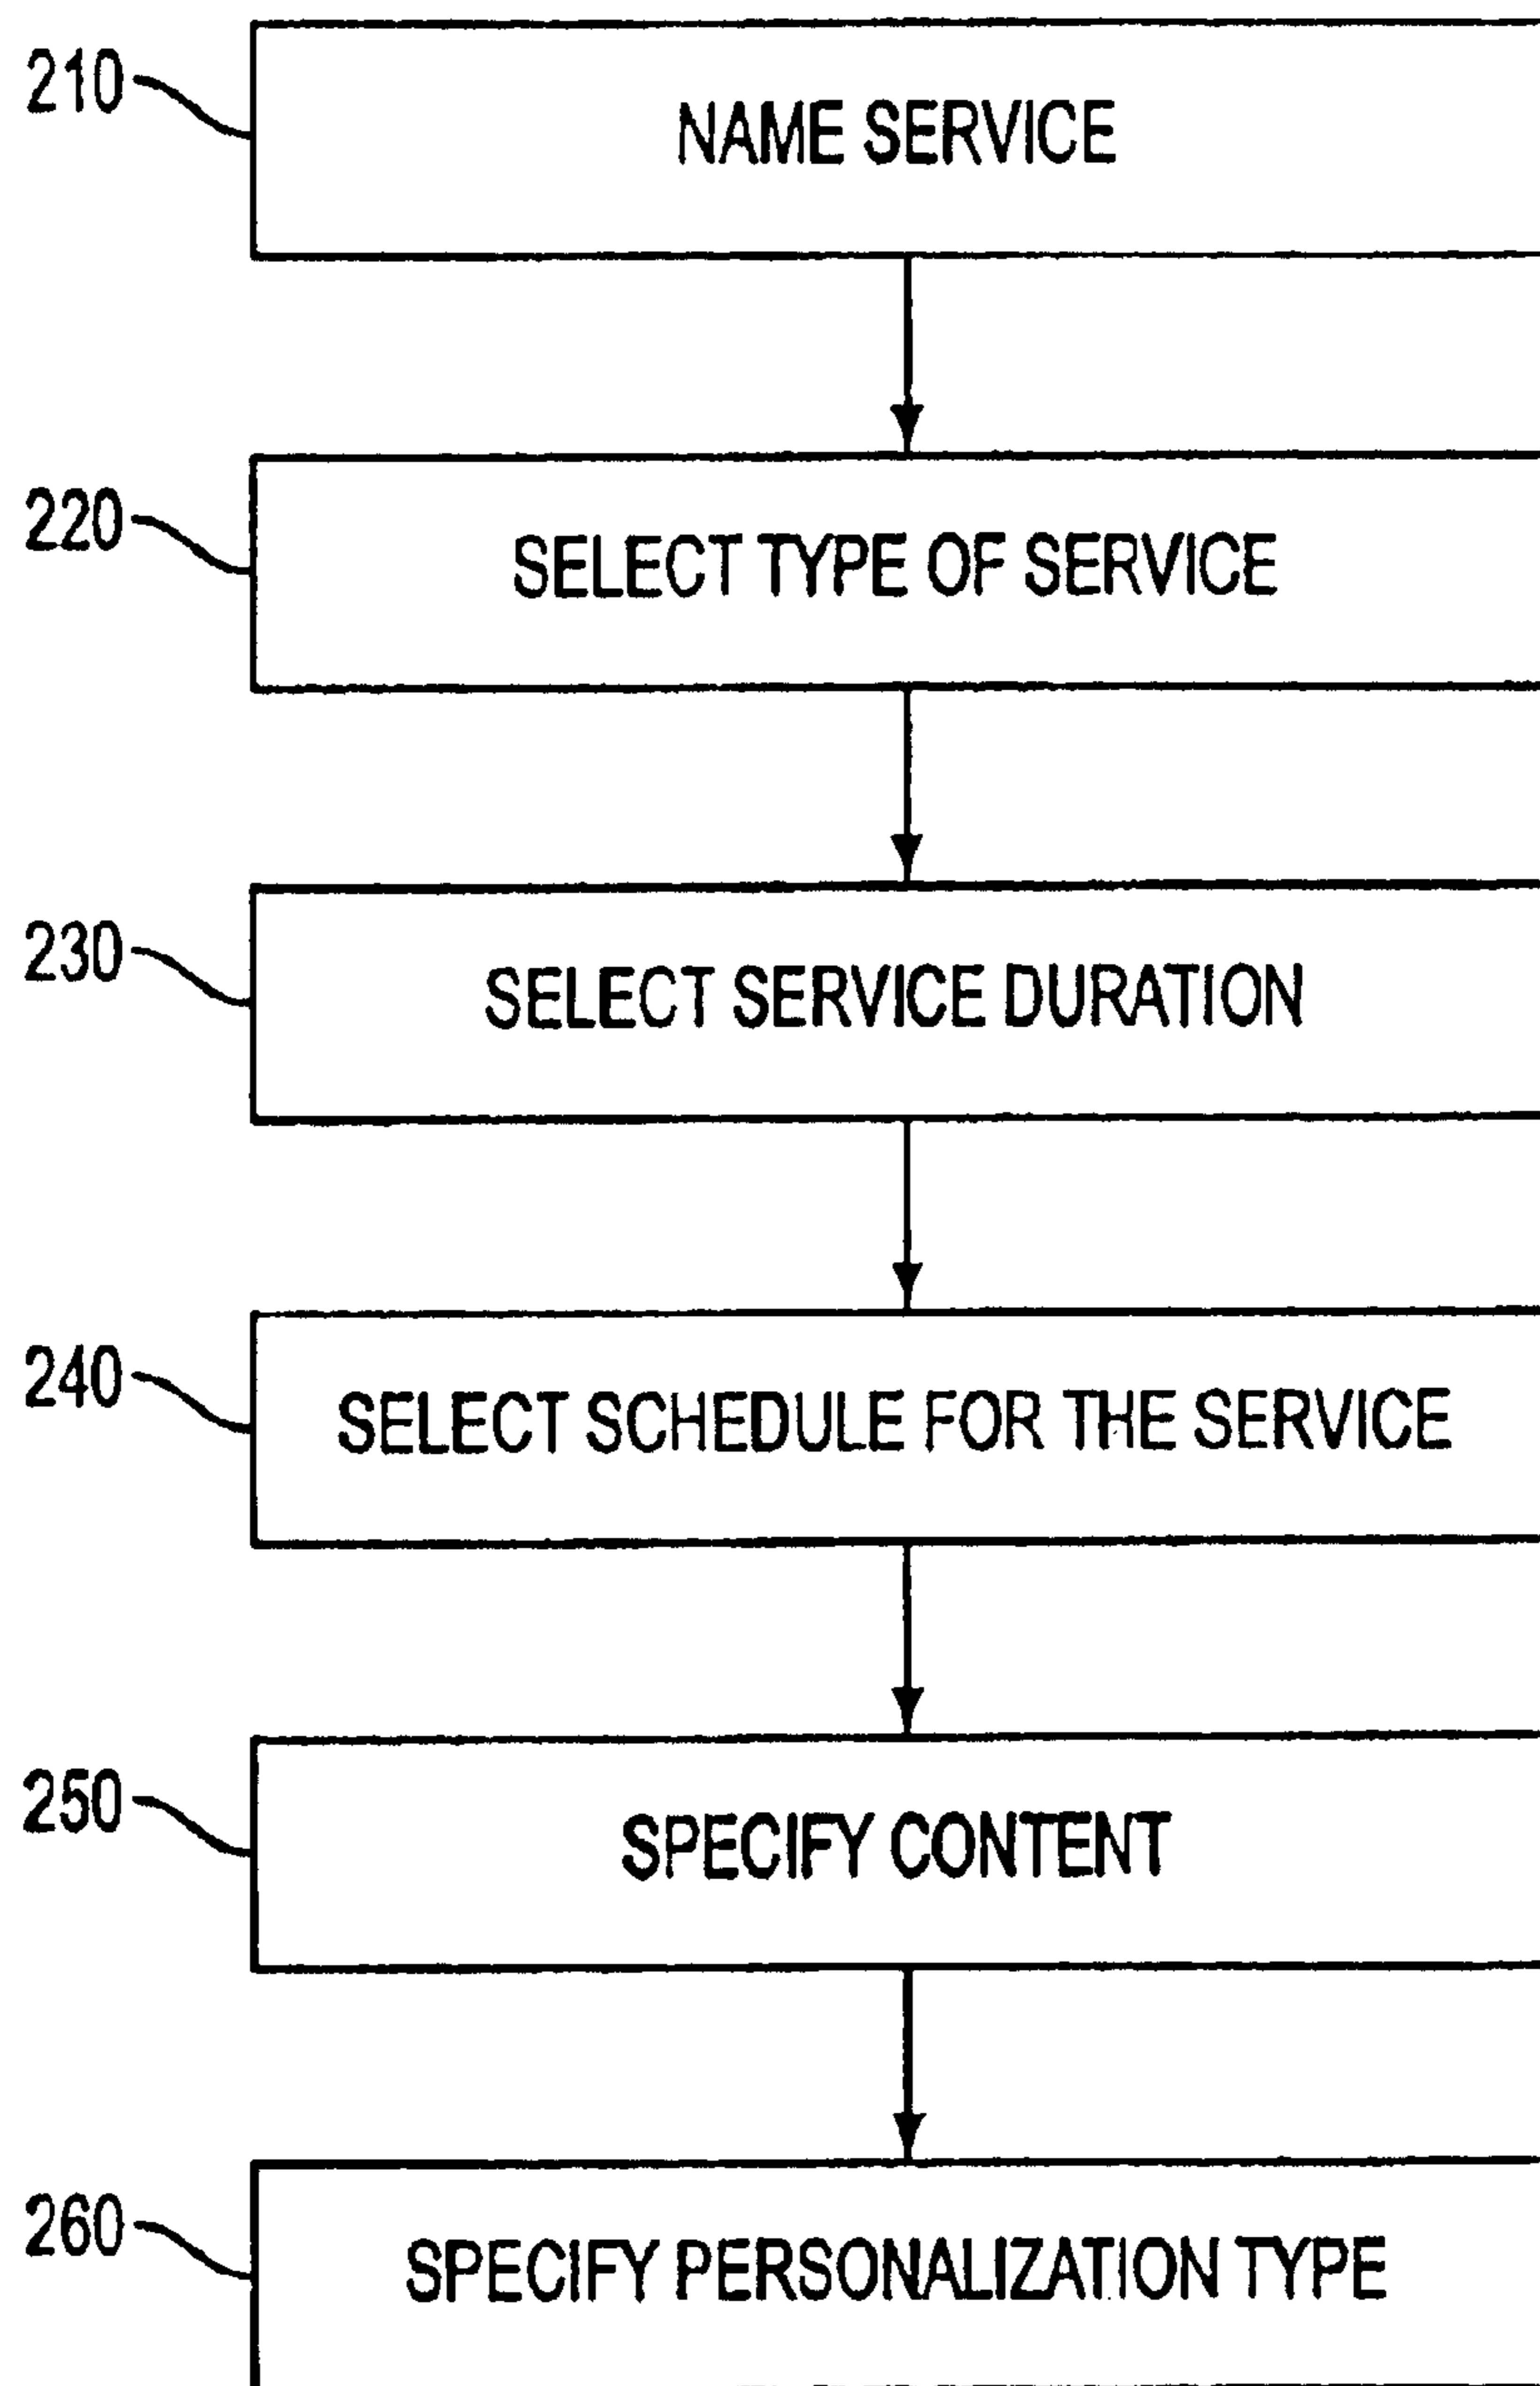 210
NAME SERVICE
220
SELECT TYPE OF SERVICE
230
SELECT SERVICE DURATION
240
SELECT SCHEDULE FOR THE SERVICE
250
SPECIFY CONTENT
260
SPECIFY PERSONALIZATION TYPE